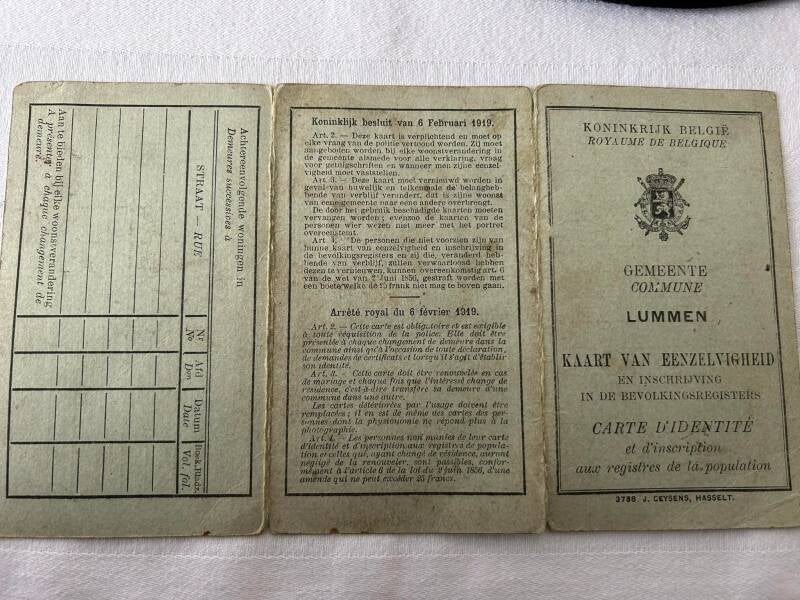 Achtereenvolgende woningen in
Demeures successives à
STRAAT RUE
Nr
No
Afd
Datum
Date
Boek Bladz.
Vol. fol.
Aan te bieden bij elke woonstverandering
A présenter à chaque changement de
demeure.
Koninklijk besluit van 6 Februari 1919.
Art. 2. — Deze kaart is verplichtend en moet op
elke vraag van de politie vertoond worden. Zij moet
aangeboden worden bij elke woonstverandering in
de gemeente alsmede voor alle verklaring, vraag
voor getuigschriften en wanneer men zijne eenzel-
vigheid moet vaststellen.
Art. 3. — Deze kaart moet vernieuwd worden in
geval van huwelijk en telkenmale de belangheb-
bende van verblijf verandert, dat is zijne woonst
van eene gemeente naar eene andere overbrengt.
De door het gebruik beschadigde kaarten moeten
vervangen worden; evenzo de kaarten van de
personen wier wezen niet meer met het portret
overeenstemt.
Art. 4. De personen die niet voorzien zijn van
hunne kaart van eenzelvigheid en inschrijving in
de bevolkingsregisters en zij die, veranderd heb-
bende van verblijf, zullen verwaarloosd hebben
dezen te vernieuwen, kunnen overeenkomstig art. 6
van de wet van 2 Juni 1856, gestraft worden met
een boete welke de 25 frank niet mag te boven gaan.
Arrêté royal du 6 février 1919.
Art. 2. — Cette carte est obligatoire et est exigible
à toute réquisition de la police. Elle doit être
présentée à chaque changement de demeure dans la
commune ainsi qu'à l'occasion de toute déclaration,
de demandes de certificats et lorsqu'il s'agit d'établir
son identité.
Art. 3. — Cette carte doit être renouvelée en cas
de mariage et chaque fois que l'intéressé change de
résidence, c'est-à-dire transfère sa demeure d'une
commune dans une autre.
Les cartes détériorées par l'usage doivent être
remplacées; il en est de même des cartes des per-
sonnes dont la physionomie ne répond plus à la
photographie.
Art. 4. — Les personnes non munies de leur carte
d'identité et d'inscription aux registres de popula-
tion et celles qui, ayant changé de résidence, auront
négligé de la renouveler, sont passibles, confor-
mément à l'article 6 de la loi du 2 juin 1856, d'une
amende qui ne peut excéder 25 francs.
KONINKRIJK BELGIË
ROYAUME DE BELGIQUE
GEMEENTE
COMMUNE
LUMMEN
KAART VAN EENZELVIGHEID
EN INSCHRIJVING
IN DE BEVOLKINGSREGISTERS
CARTE D'IDENTITÉ
et d'inscription
aux registres de la population
3788 J. CEYSENS, HASSELT.